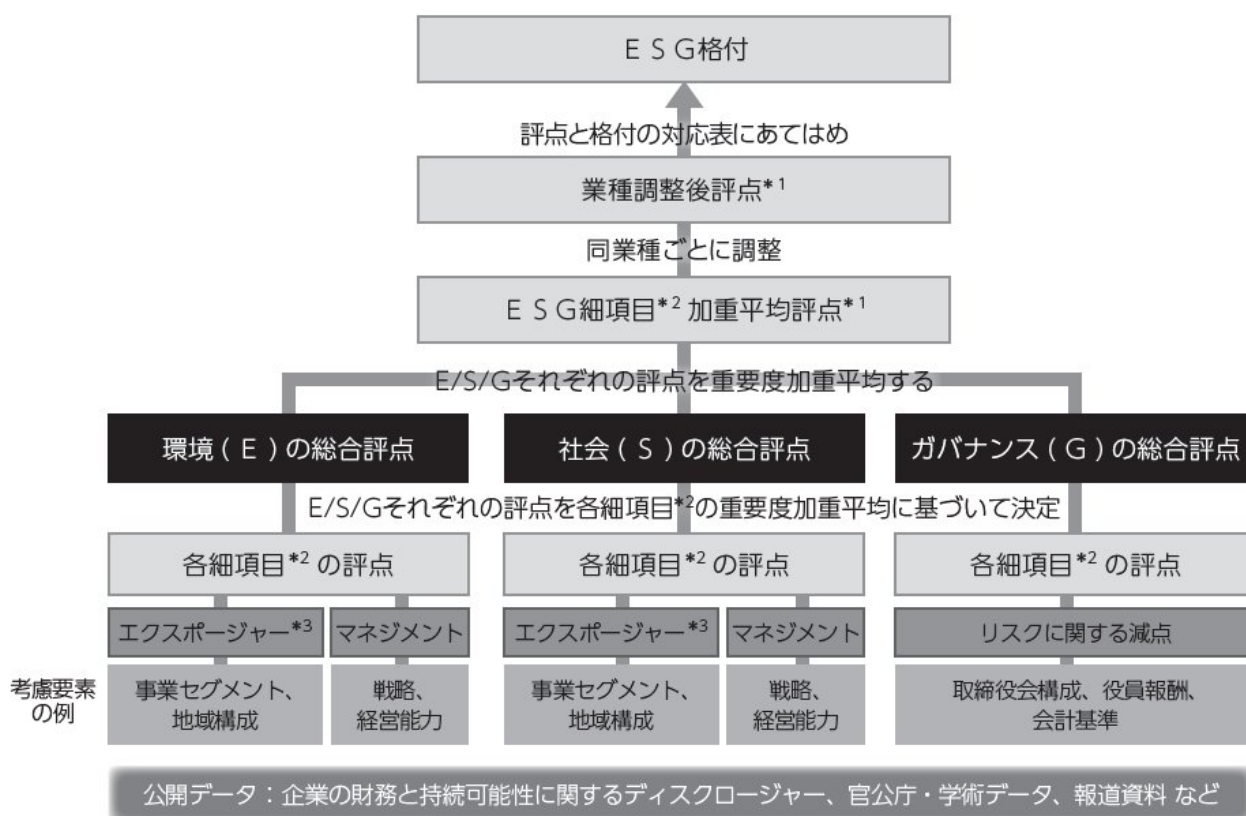 ESG格付
評点と格付の対応表にあてはめ
業種調整後評点*1
同業種ごとに調整
ESG細項目*2 加重平均評点*1
E/S/Gそれぞれの評点を重要度加重平均する
環境(E)の総合評点
社会(S)の総合評点
ガバナンス(G)の総合評点
E/S/Gそれぞれの評点を各細項目*2の重要度加重平均に基づいて決定
各細項目*2 の評点
各細項目*2 の評点
各細項目*2 の評点
エクスポージャー*3
マネジメント
エクスポージャー*3
マネジメント
リスクに関する減点
考慮要素
の例
事業セグメント、
地域構成
戦略、
経営能力
事業セグメント、
地域構成
戦略、
経営能力
取締役会構成、役員報酬、
会計基準
公開データ：企業の財務と持続可能性に関するディスクロージャー、官公庁・学術データ、報道資料 など